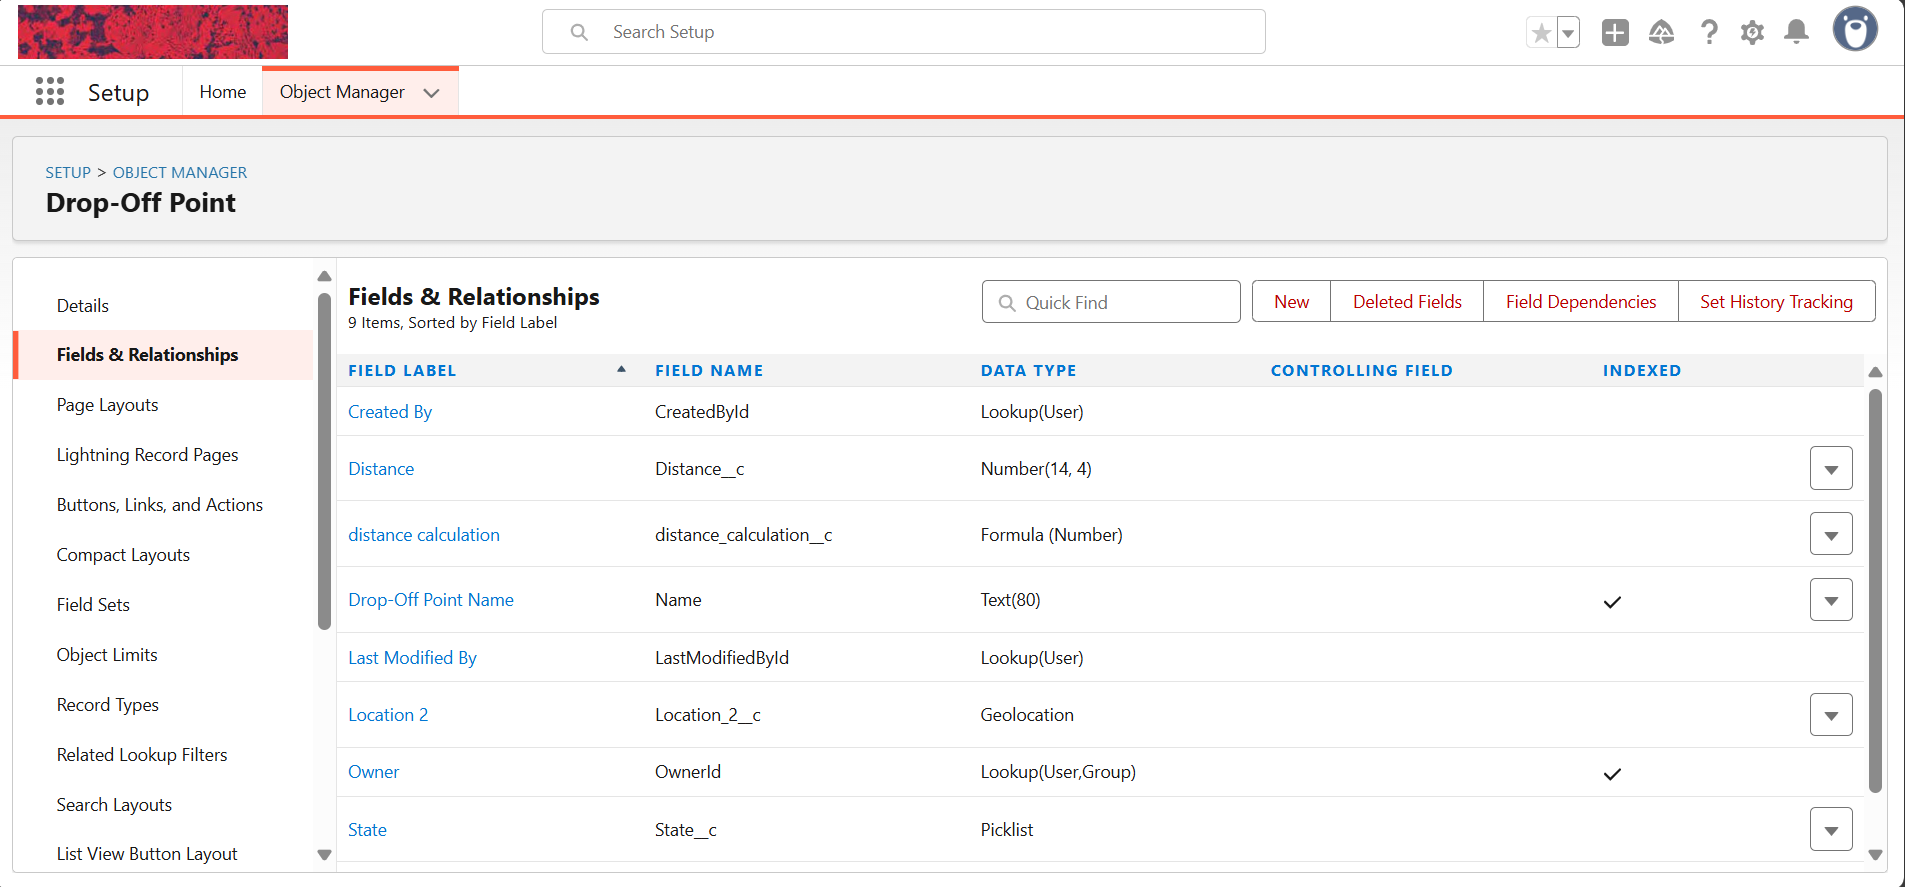 Search Setup
Setup
Home
Object Manager
SETUP > OBJECT MANAGER
Drop-Off Point
Details
Fields & Relationships
Page Layouts
Lightning Record Pages
Buttons, Links, and Actions
Compact Layouts
Field Sets
Object Limits
Record Types
Related Lookup Filters
Search Layouts
List View Button Layout
Fields & Relationships
9 Items, Sorted by Field Label
Quick Find
New
Deleted Fields
Field Dependencies
Set History Tracking
FIELD LABEL FIELD NAME DATA TYPE CONTROLLING FIELD INDEXED
Created By CreatedById Lookup(User)
Distance Distance__c Number(14, 4)
distance calculation distance_calculation__c Formula (Number)
Drop-Off Point Name Name Text(80)
Last Modified By LastModifiedById Lookup(User)
Location 2 Location_2__c Geolocation
Owner OwnerId Lookup(User,Group)
State State__c Picklist